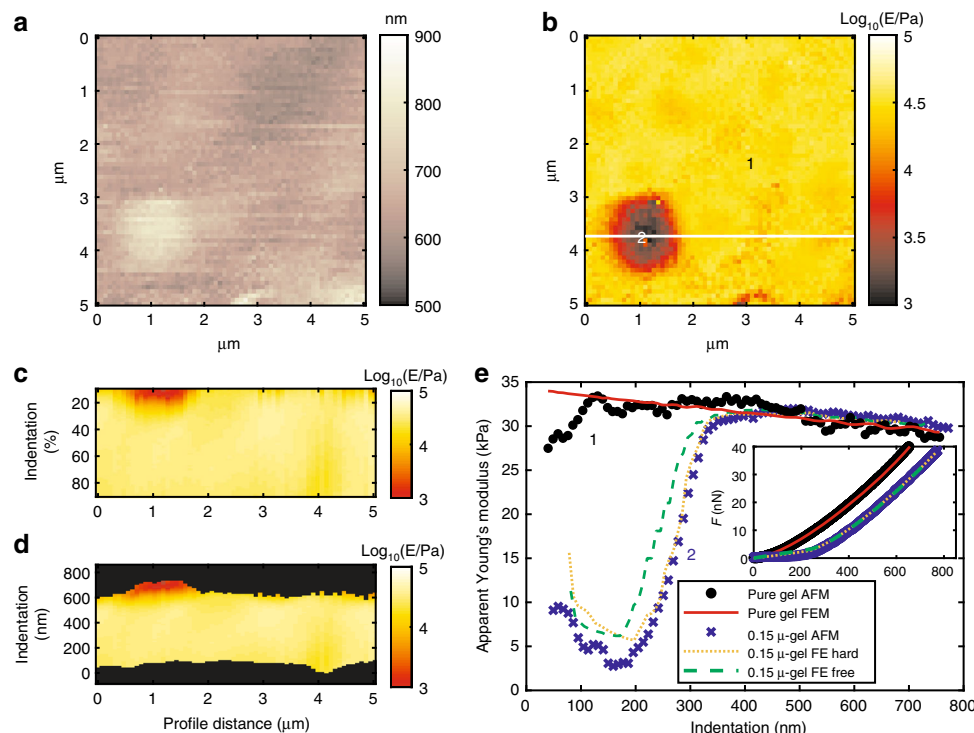 a
nm
0
1
2
3
4
5
μm
0 1 2 3 4 5
μm
900
800
700
600
500
b
Log10(E/Pa)
0
1
2
3
4
5
μm
1
2
0 1 2 3 4 5
μm
5
4.5
4
3.5
3
c
Log10(E/Pa)
Indentation
(%)
20
40
60
80
0 1 2 3 4 5
5
4
3
d
Log10(E/Pa)
Indentation
(nm)
800
600
400
200
0
0 1 2 3 4 5
Profile distance (μm)
5
4
3
e
Apparent Young's modulus (kPa)
35
30
25
20
15
10
5
0
1
2
F (nN)
40
30
20
10
0
0 200 400 600 800
Pure gel AFM
Pure gel FEM
0.15 μ-gel AFM
0.15 μ-gel FE hard
0.15 μ-gel FE free
0 100 200 300 400 500 600 700 800
Indentation (nm)